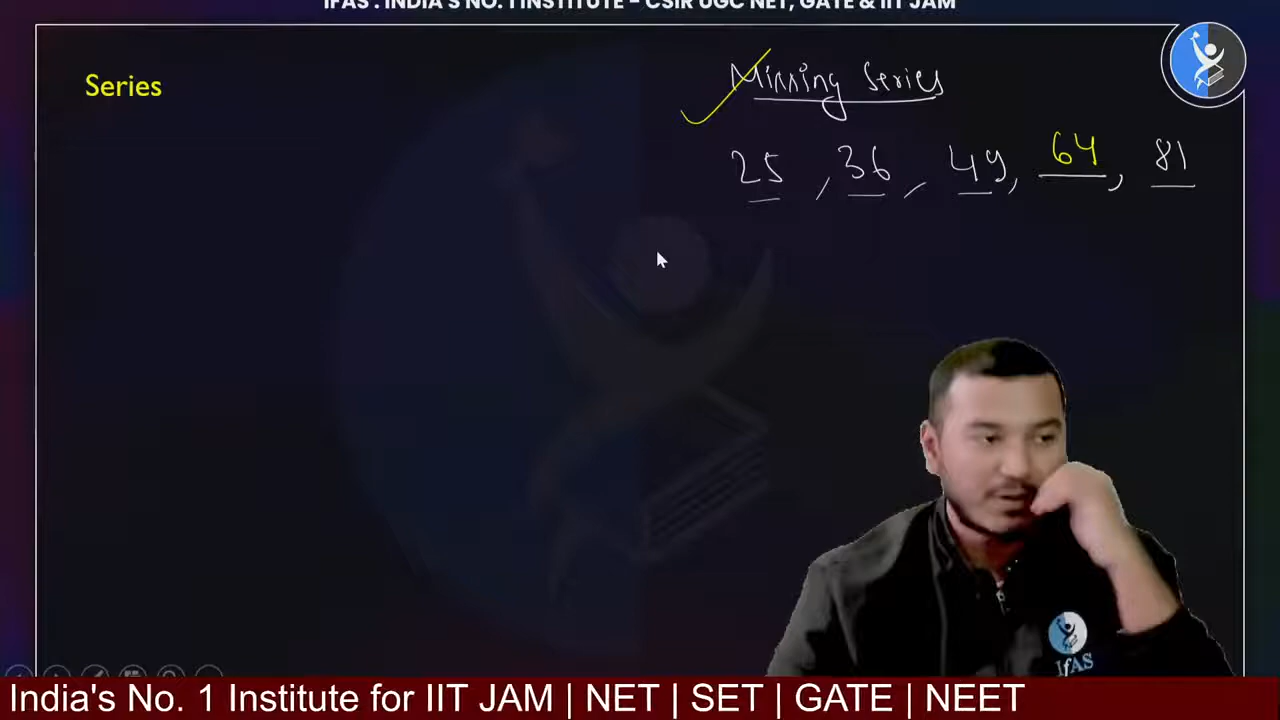 IFAS : INDIA'S NO. 1 INSTITUTE – CSIR UGC NET, GATE & IIT JAM
Series
Missing Series
25, 36, 49, 64, 81
IfAS
India's No. 1 Institute for IIT JAM | NET | SET | GATE | NEET